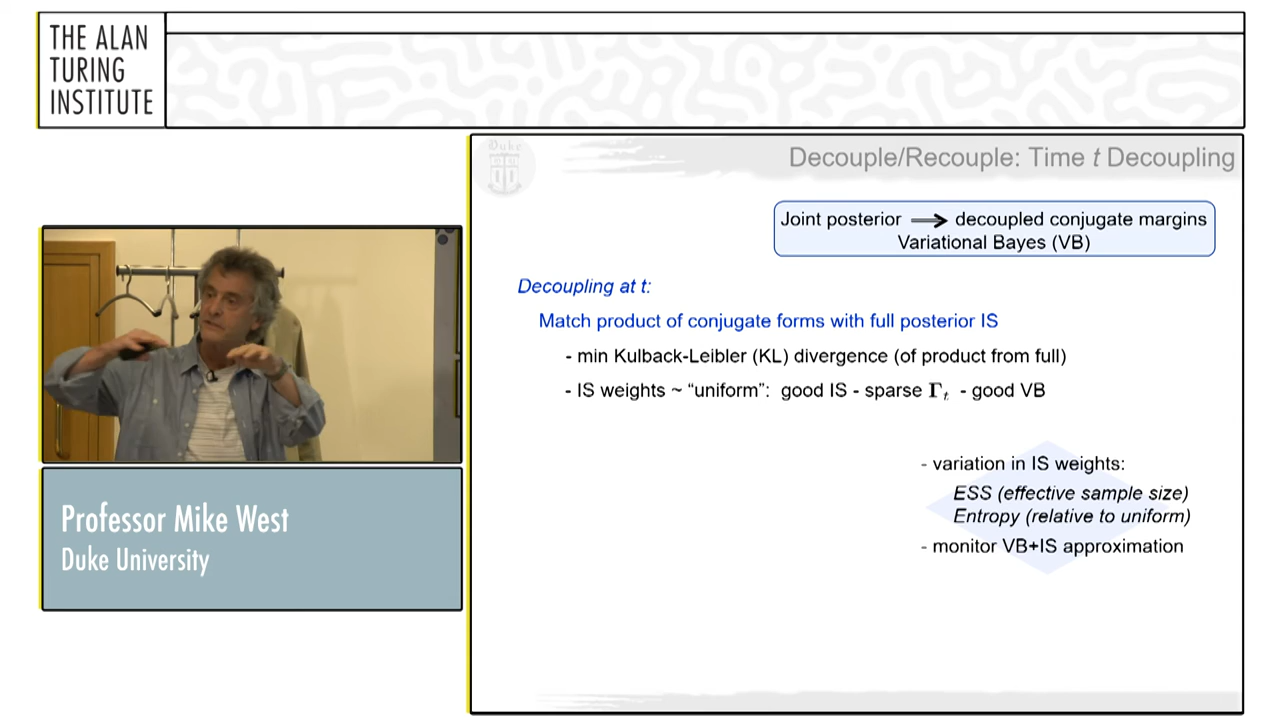 THE ALAN
TURING
INSTITUTE
Duke
Decouple/Recouple: Time t Decoupling
Joint posterior → decoupled conjugate margins
Variational Bayes (VB)
Decoupling at t:
Match product of conjugate forms with full posterior IS
- min Kulback-Leibler (KL) divergence (of product from full)
- IS weights ~ “uniform”: good IS - sparse Γt - good VB
- variation in IS weights:
ESS (effective sample size)
Entropy (relative to uniform)
- monitor VB+IS approximation
Professor Mike West
Duke University